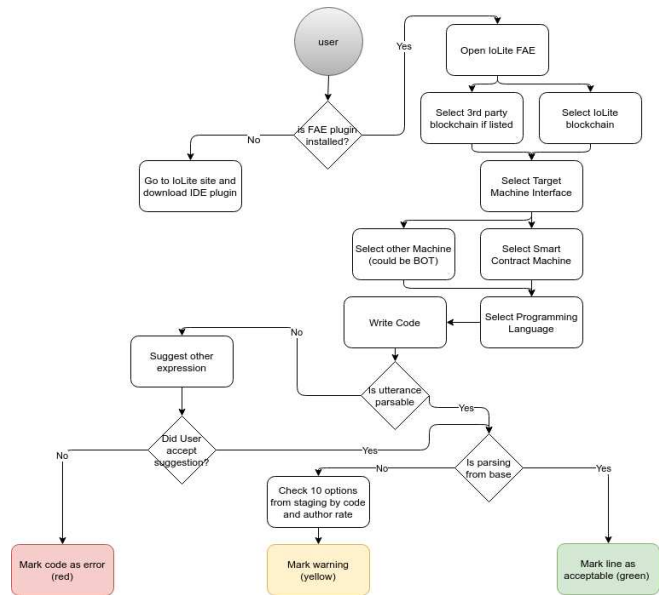 user
Yes
Open IoLite FAE
is FAE plugin
installed?
No
Select 3rd party
blockchain if listed
Select IoLite
blockchain
Go to IoLite site and
download IDE plugin
Select Target
Machine Interface
Select other Machine
(could be BOT)
Select Smart
Contract Machine
Write Code
Select Programming
Language
No
Suggest other
expression
Is utterance
parsable
Yes
Did User
accept
suggestion?
No
Yes
Is parsing
from base
No
Yes
Check 10 options
from staging by code
and author rate
Mark code as error
(red)
Mark warning
(yellow)
Mark line as
acceptable (green)